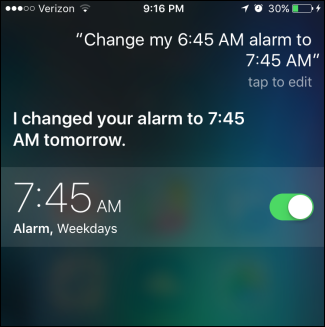 Verizon 9:16 PM 30%
"Change my 6:45 AM alarm to
7:45 AM"
tap to edit
I changed your alarm to 7:45
AM tomorrow.
7:45 AM
Alarm, Weekdays